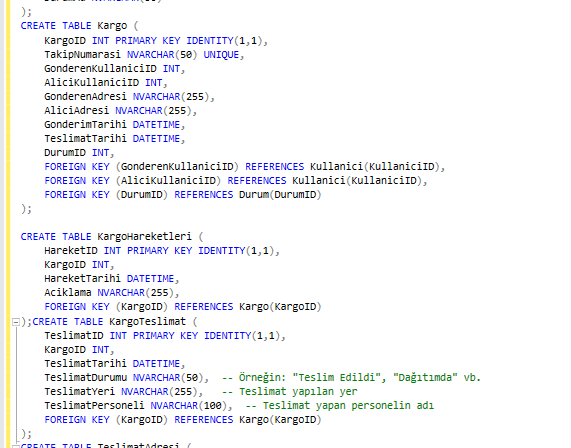 );
CREATE TABLE Kargo (
KargoID INT PRIMARY KEY IDENTITY(1,1),
TakipNumarasi NVARCHAR(50) UNIQUE,
GonderenKullaniciID INT,
AliciKullaniciID INT,
GonderenAdresi NVARCHAR(255),
AliciAdresi NVARCHAR(255),
GonderimTarihi DATETIME,
TeslimatTarihi DATETIME,
DurumID INT,
FOREIGN KEY (GonderenKullaniciID) REFERENCES Kullanici(KullaniciID),
FOREIGN KEY (AliciKullaniciID) REFERENCES Kullanici(KullaniciID),
FOREIGN KEY (DurumID) REFERENCES Durum(DurumID)
);
CREATE TABLE KargoHareketleri (
HareketID INT PRIMARY KEY IDENTITY(1,1),
KargoID INT,
HareketTarihi DATETIME,
Aciklama NVARCHAR(255),
FOREIGN KEY (KargoID) REFERENCES Kargo(KargoID)
);CREATE TABLE KargoTeslimat (
TeslimatID INT PRIMARY KEY IDENTITY(1,1),
KargoID INT,
TeslimatTarihi DATETIME,
TeslimatDurumu NVARCHAR(50),  -- Örneğin: "Teslim Edildi", "Dağıtımda" vb.
TeslimatYeri NVARCHAR(255),   -- Teslimat yapılan yer
TeslimatPersoneli NVARCHAR(100),  -- Teslimat yapan personelin adı
FOREIGN KEY (KargoID) REFERENCES Kargo(KargoID)
);
CREATE TABLE TeslimatAdresi (